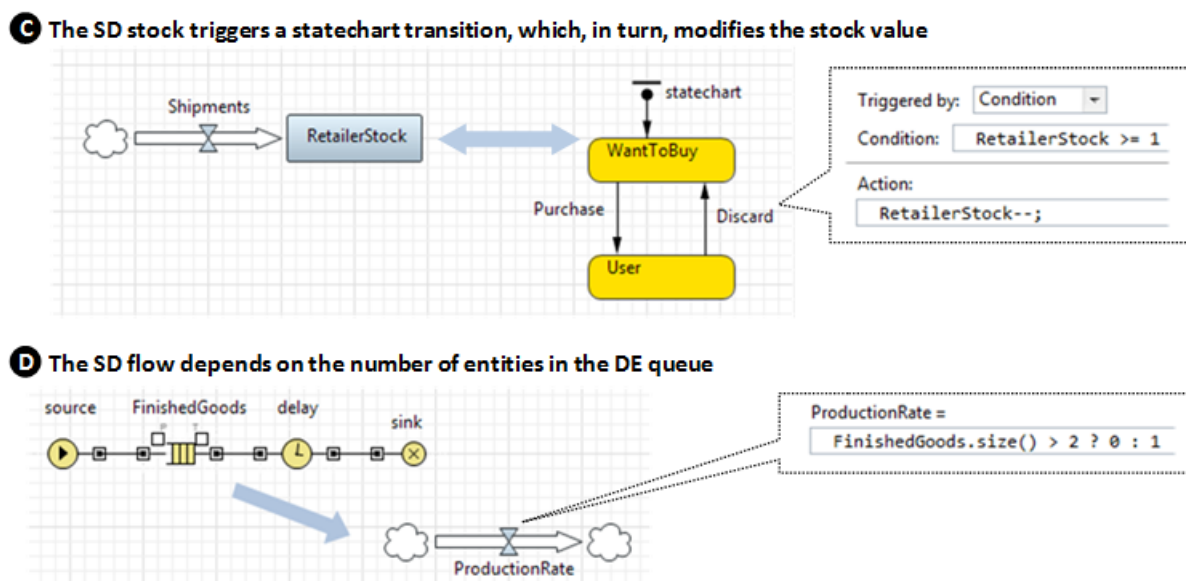 C The SD stock triggers a statechart transition, which, in turn, modifies the stock value
Shipments
RetailerStock
statechart
WantToBuy
Purchase
Discard
User
Triggered by: Condition
Condition: RetailerStock >= 1
Action:
RetailerStock--;
D The SD flow depends on the number of entities in the DE queue
source FinishedGoods delay
sink
ProductionRate =
FinishedGoods.size() > 2 ? 0 : 1
ProductionRate